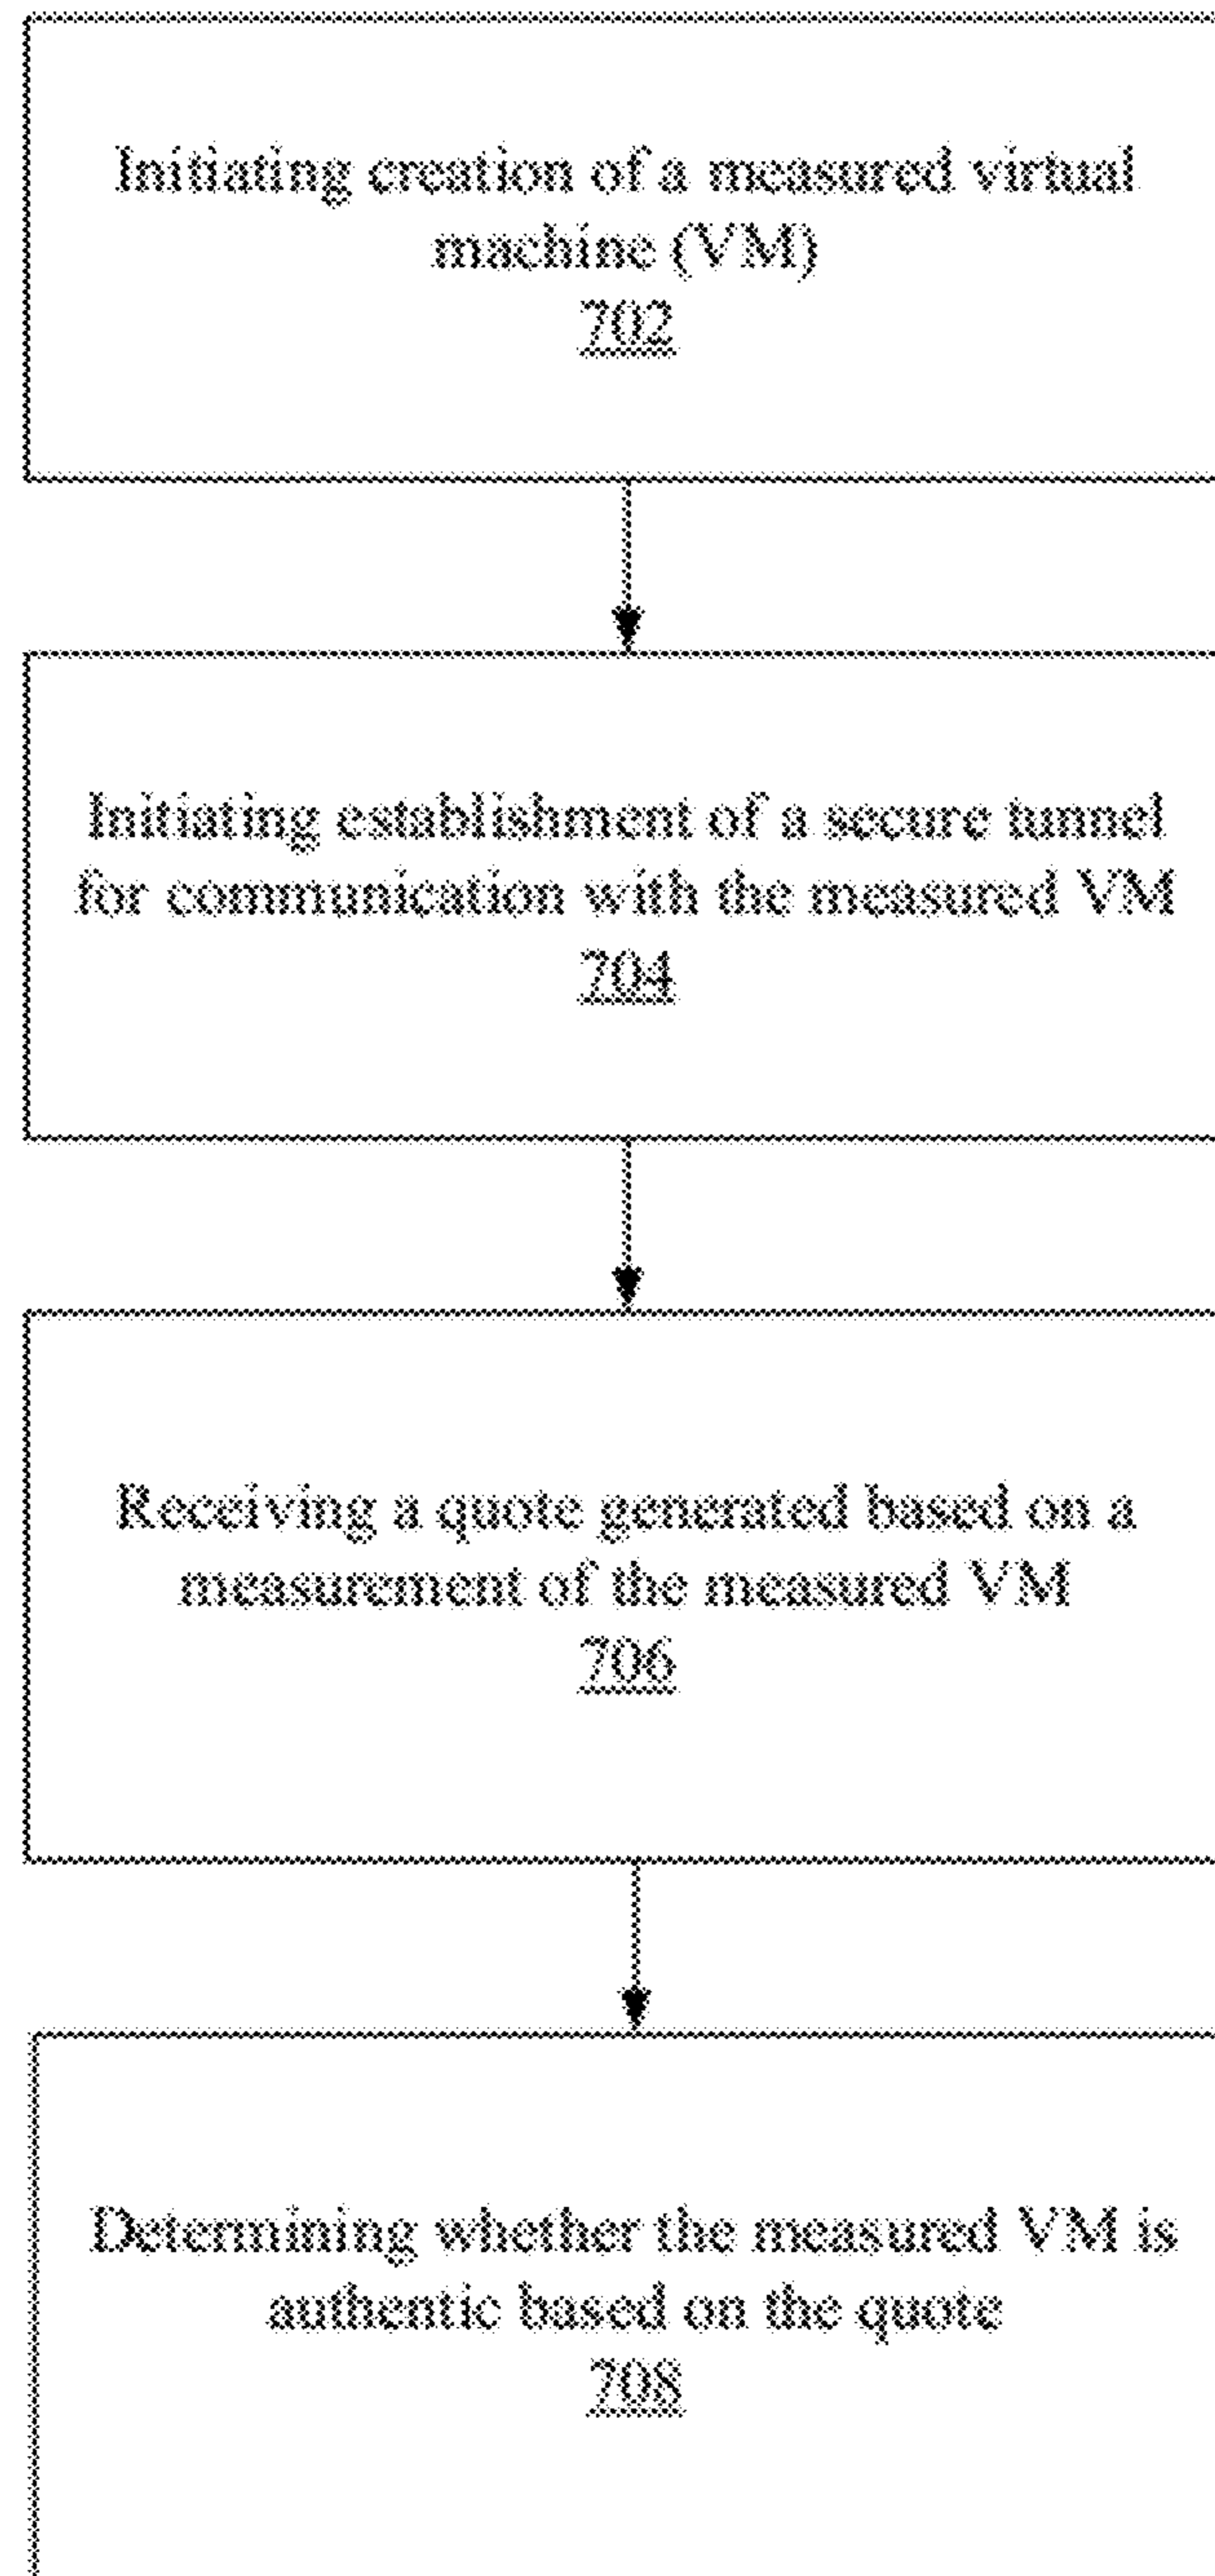 Initiating creation of a measured virtual
machine (VM)
702
Initiating establishment of a secure tunnel
for communication with the measured VM
704
Receiving a quote generated based on a
measurement of the measured VM
706
Determining whether the measured VM is
authentic based on the quote
708